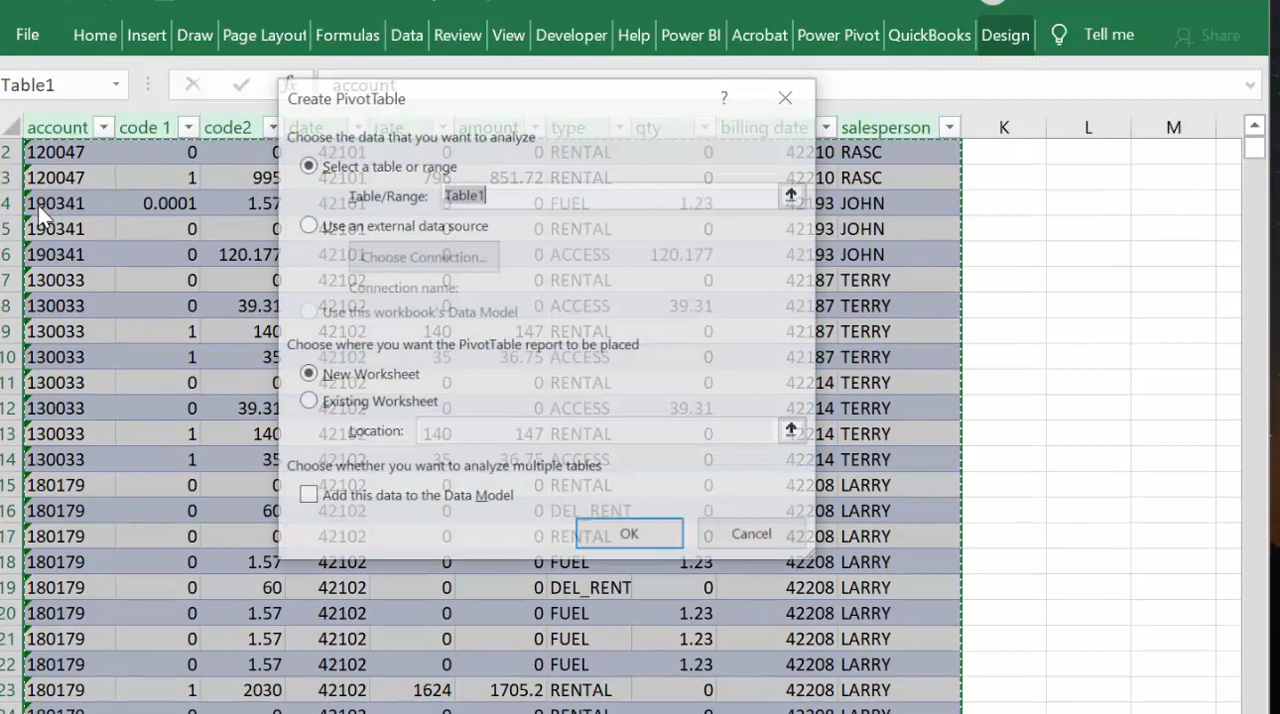 File Home Insert Draw Page Layout Formulas Data Review View Developer Help Power BI Acrobat Power Pivot QuickBooks Design Tell me Share
Table1 fx account
Create PivotTable ?
account code 1 code2 date rate amount type qty billing date salesperson K L M
Choose the data that you want to analyze
2 120047 0 0 42101 0 0 RENTAL 0 42210 RASC
Select a table or range
3 120047 1 995 42101 796 851.72 RENTAL 0 42210 RASC
Table/Range: Table1
4 190341 0.0001 1.57 FUEL 1.23 42193 JOHN
Use an external data source
5 190341 0 0 RENTAL 0 42193 JOHN
Choose Connection...
6 190341 0 120.177 ACCESS 120.177 42193 JOHN
Connection name:
7 130033 0 0 0 0 RENTAL 0 42187 TERRY
Use this workbook's Data Model
8 130033 0 39.31 ACCESS 39.31 42187 TERRY
9 130033 1 140 42102 140 147 RENTAL 0 42187 TERRY
Choose where you want the PivotTable report to be placed
10 130033 1 35 42102 35 36.75 ACCESS 0 42187 TERRY
New Worksheet
11 130033 0 0 42102 0 0 RENTAL 0 42214 TERRY
Existing Worksheet
12 130033 0 39.31 42102 0 0 ACCESS 39.31 42214 TERRY
Location:
13 130033 1 140 42102 140 147 RENTAL 0 42214 TERRY
14 130033 1 35 42102 35 36.75 ACCESS 0 42214 TERRY
Choose whether you want to analyze multiple tables
15 180179 0 0 42102 0 0 RENTAL 0 42208 LARRY
Add this data to the Data Model
16 180179 0 60 42102 0 0 DEL_RENT 0 42208 LARRY
17 180179 0 0 42102 0 0 RENTAL 0 42208 LARRY
OK Cancel
18 180179 0 1.57 42102 0 0 FUEL 1.23 42208 LARRY
19 180179 0 60 42102 0 0 DEL_RENT 0 42208 LARRY
20 180179 0 1.57 42102 0 0 FUEL 1.23 42208 LARRY
21 180179 0 1.57 42102 0 0 FUEL 1.23 42208 LARRY
22 180179 0 1.57 42102 0 0 FUEL 1.23 42208 LARRY
23 180179 1 2030 42102 1624 1705.2 RENTAL 0 42208 LARRY
180179 0 0 42102 0 0 RENTAL 0 42208 LARRY